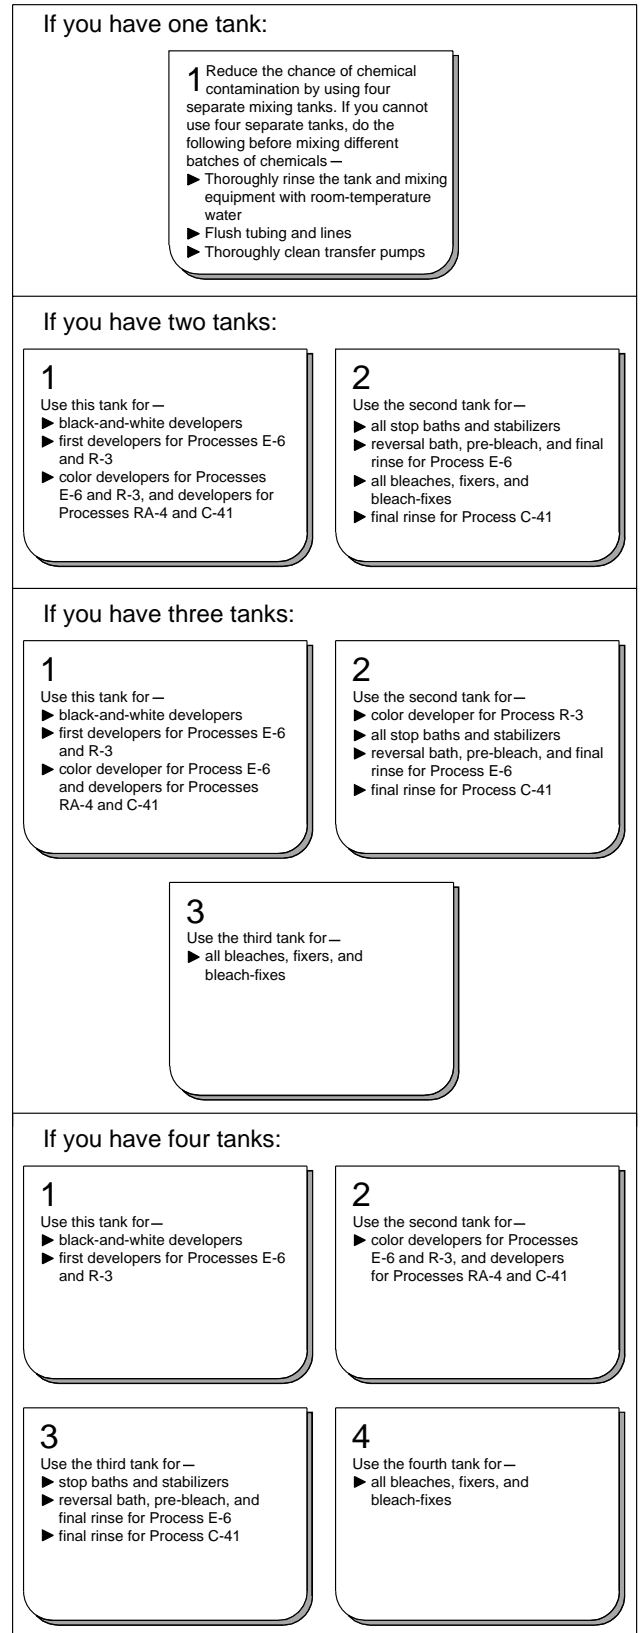 If you have one tank:
1 Reduce the chance of chemical
contamination by using four
separate mixing tanks. If you cannot
use four separate tanks, do the
following before mixing different
batches of chemicals—
▶ Thoroughly rinse the tank and mixing
equipment with room-temperature
water
▶ Flush tubing and lines
▶ Thoroughly clean transfer pumps
If you have two tanks:
1
Use this tank for—
▶ black-and-white developers
▶ first developers for Processes E-6
and R-3
▶ color developers for Processes
E-6 and R-3, and developers for
Processes RA-4 and C-41
2
Use the second tank for—
▶ all stop baths and stabilizers
▶ reversal bath, pre-bleach, and final
rinse for Process E-6
▶ all bleaches, fixers, and
bleach-fixes
▶ final rinse for Process C-41
If you have three tanks:
1
Use this tank for—
▶ black-and-white developers
▶ first developers for Processes E-6
and R-3
▶ color developer for Process E-6
and developers for Processes
RA-4 and C-41
2
Use the second tank for—
▶ color developer for Process R-3
▶ all stop baths and stabilizers
▶ reversal bath, pre-bleach, and final
rinse for Process E-6
▶ final rinse for Process C-41
3
Use the third tank for—
▶ all bleaches, fixers, and
bleach-fixes
If you have four tanks:
1
Use this tank for—
▶ black-and-white developers
▶ first developers for Processes E-6
and R-3
2
Use the second tank for—
▶ color developers for Processes
E-6 and R-3, and developers
for Processes RA-4 and C-41
3
Use the third tank for—
▶ stop baths and stabilizers
▶ reversal bath, pre-bleach, and
final rinse for Process E-6
▶ final rinse for Process C-41
4
Use the fourth tank for—
▶ all bleaches, fixers, and
bleach-fixes